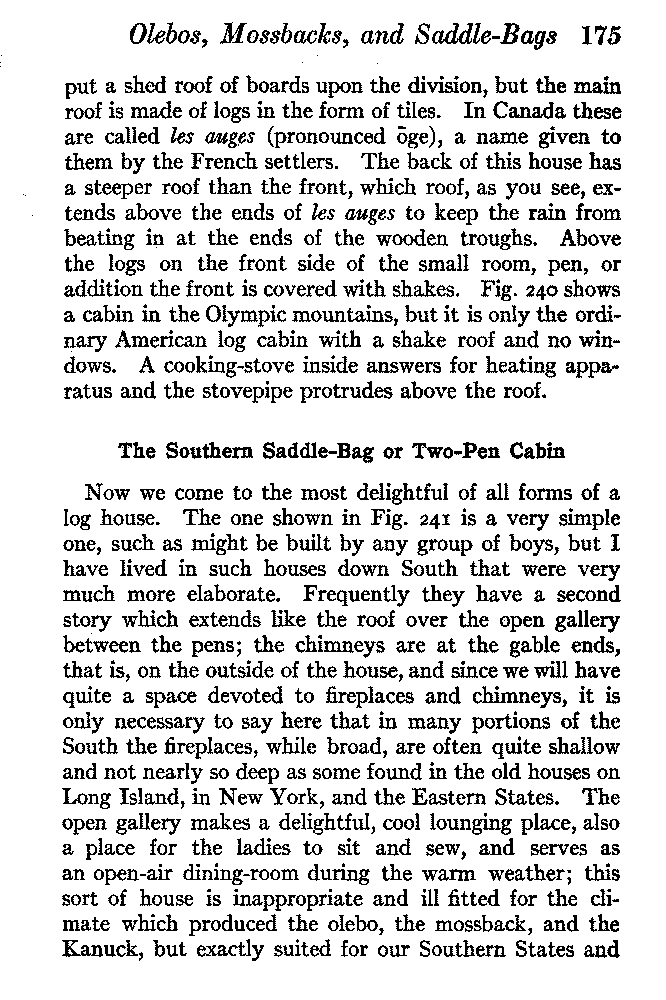 Olebos, Mossbacks, and Saddle-Bags 175
put a shed roof of boards upon the division, but the main
roof is made of logs in the form of tiles. In Canada these
are called les auges (pronounced ōge), a name given to
them by the French settlers. The back of this house has
a steeper roof than the front, which roof, as you see, ex-
tends above the ends of les auges to keep the rain from
beating in at the ends of the wooden troughs. Above
the logs on the front side of the small room, pen, or
addition the front is covered with shakes. Fig. 240 shows
a cabin in the Olympic mountains, but it is only the ordi-
nary American log cabin with a shake roof and no win-
dows. A cooking-stove inside answers for heating appa-
ratus and the stovepipe protrudes above the roof.
The Southern Saddle-Bag or Two-Pen Cabin
Now we come to the most delightful of all forms of a
log house. The one shown in Fig. 241 is a very simple
one, such as might be built by any group of boys, but I
have lived in such houses down South that were very
much more elaborate. Frequently they have a second
story which extends like the roof over the open gallery
between the pens; the chimneys are at the gable ends,
that is, on the outside of the house, and since we will have
quite a space devoted to fireplaces and chimneys, it is
only necessary to say here that in many portions of the
South the fireplaces, while broad, are often quite shallow
and not nearly so deep as some found in the old houses on
Long Island, in New York, and the Eastern States. The
open gallery makes a delightful, cool lounging place, also
a place for the ladies to sit and sew, and serves as
an open-air dining-room during the warm weather; this
sort of house is inappropriate and ill fitted for the cli-
mate which produced the olebo, the mossback, and the
Kanuck, but exactly suited for our Southern States and